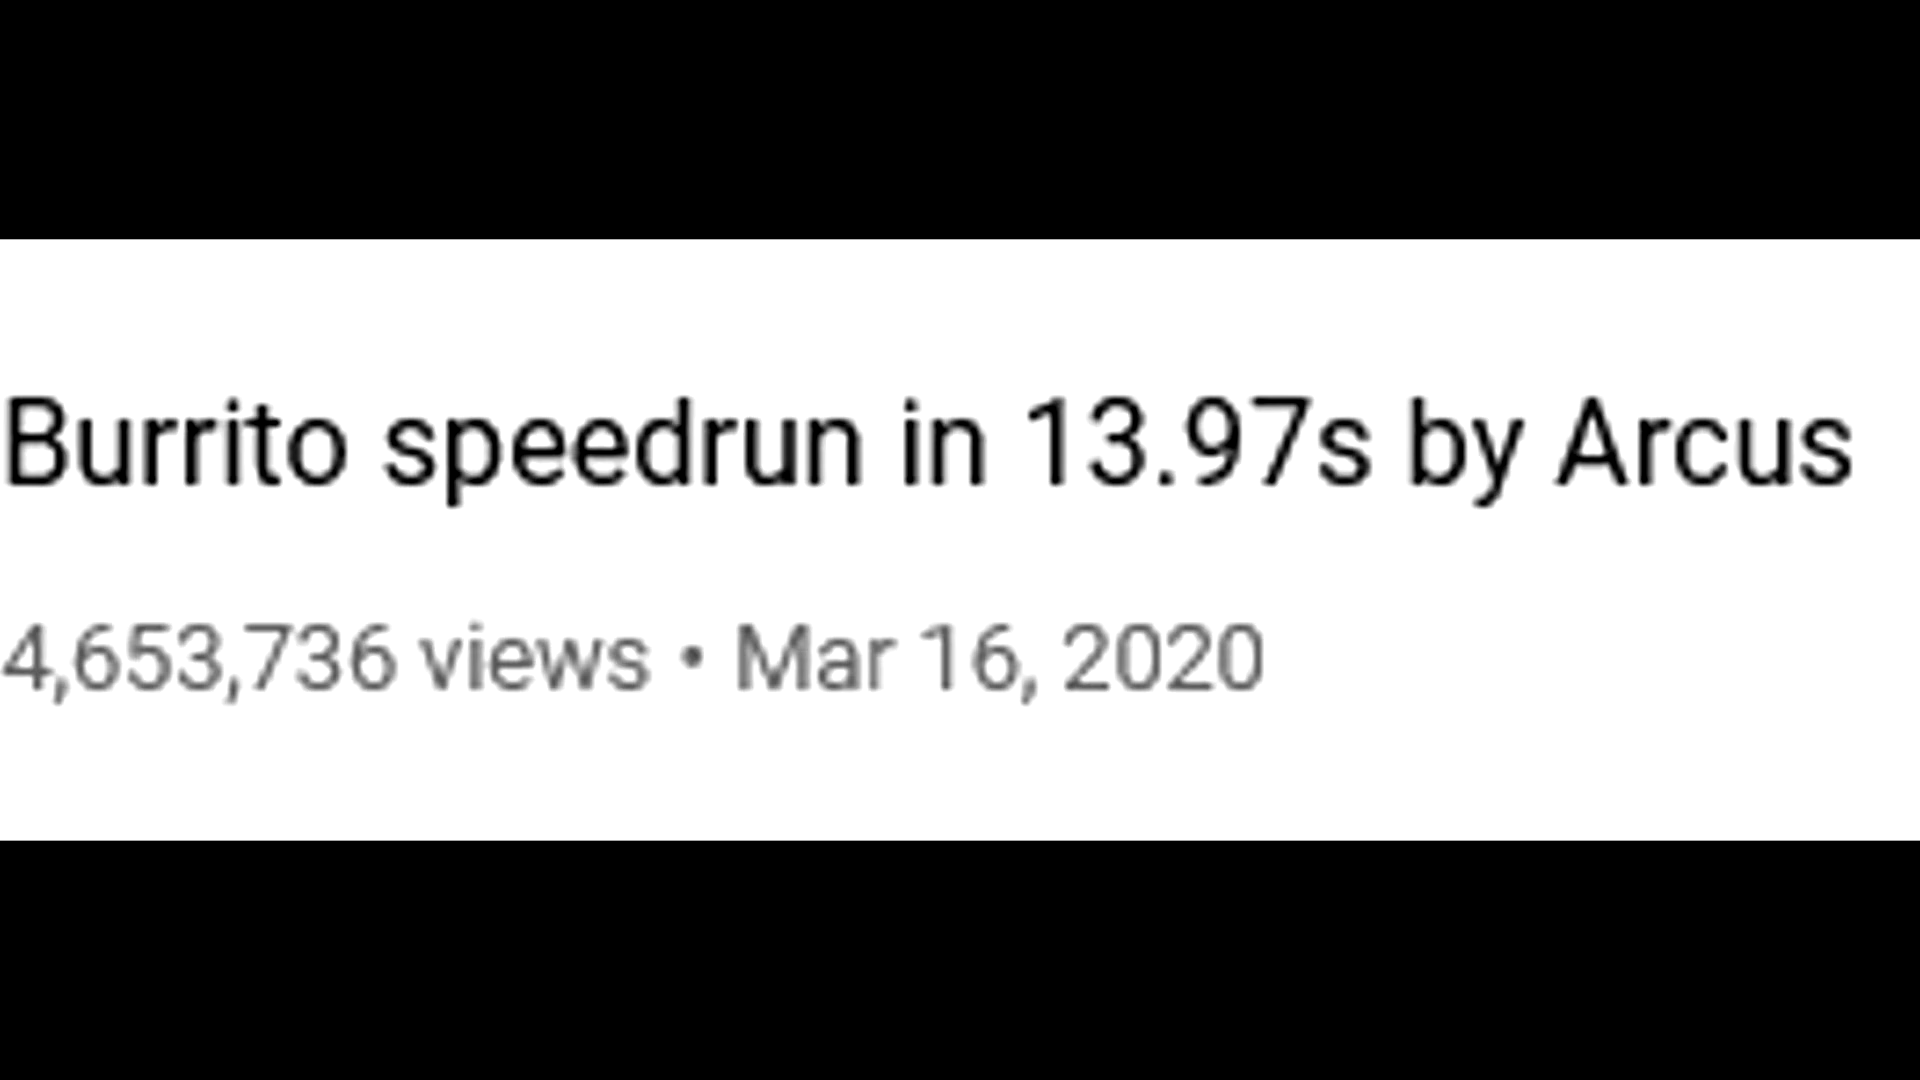 Burrito speedrun in 13.97s by Arcus
4,653,736 views • Mar 16, 2020